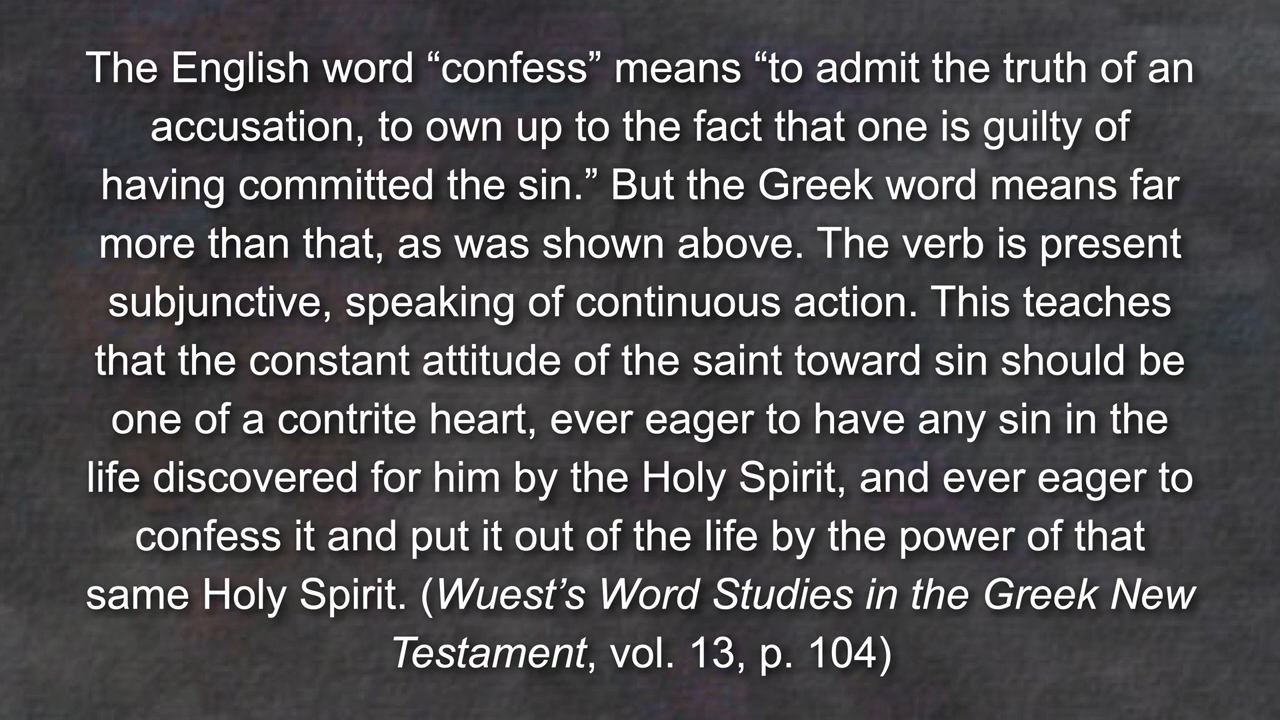 The English word “confess” means “to admit the truth of an
accusation, to own up to the fact that one is guilty of
having committed the sin.” But the Greek word means far
more than that, as was shown above. The verb is present
subjunctive, speaking of continuous action. This teaches
that the constant attitude of the saint toward sin should be
one of a contrite heart, ever eager to have any sin in the
life discovered for him by the Holy Spirit, and ever eager to
confess it and put it out of the life by the power of that
same Holy Spirit. (Wuest’s Word Studies in the Greek New
Testament, vol. 13, p. 104)